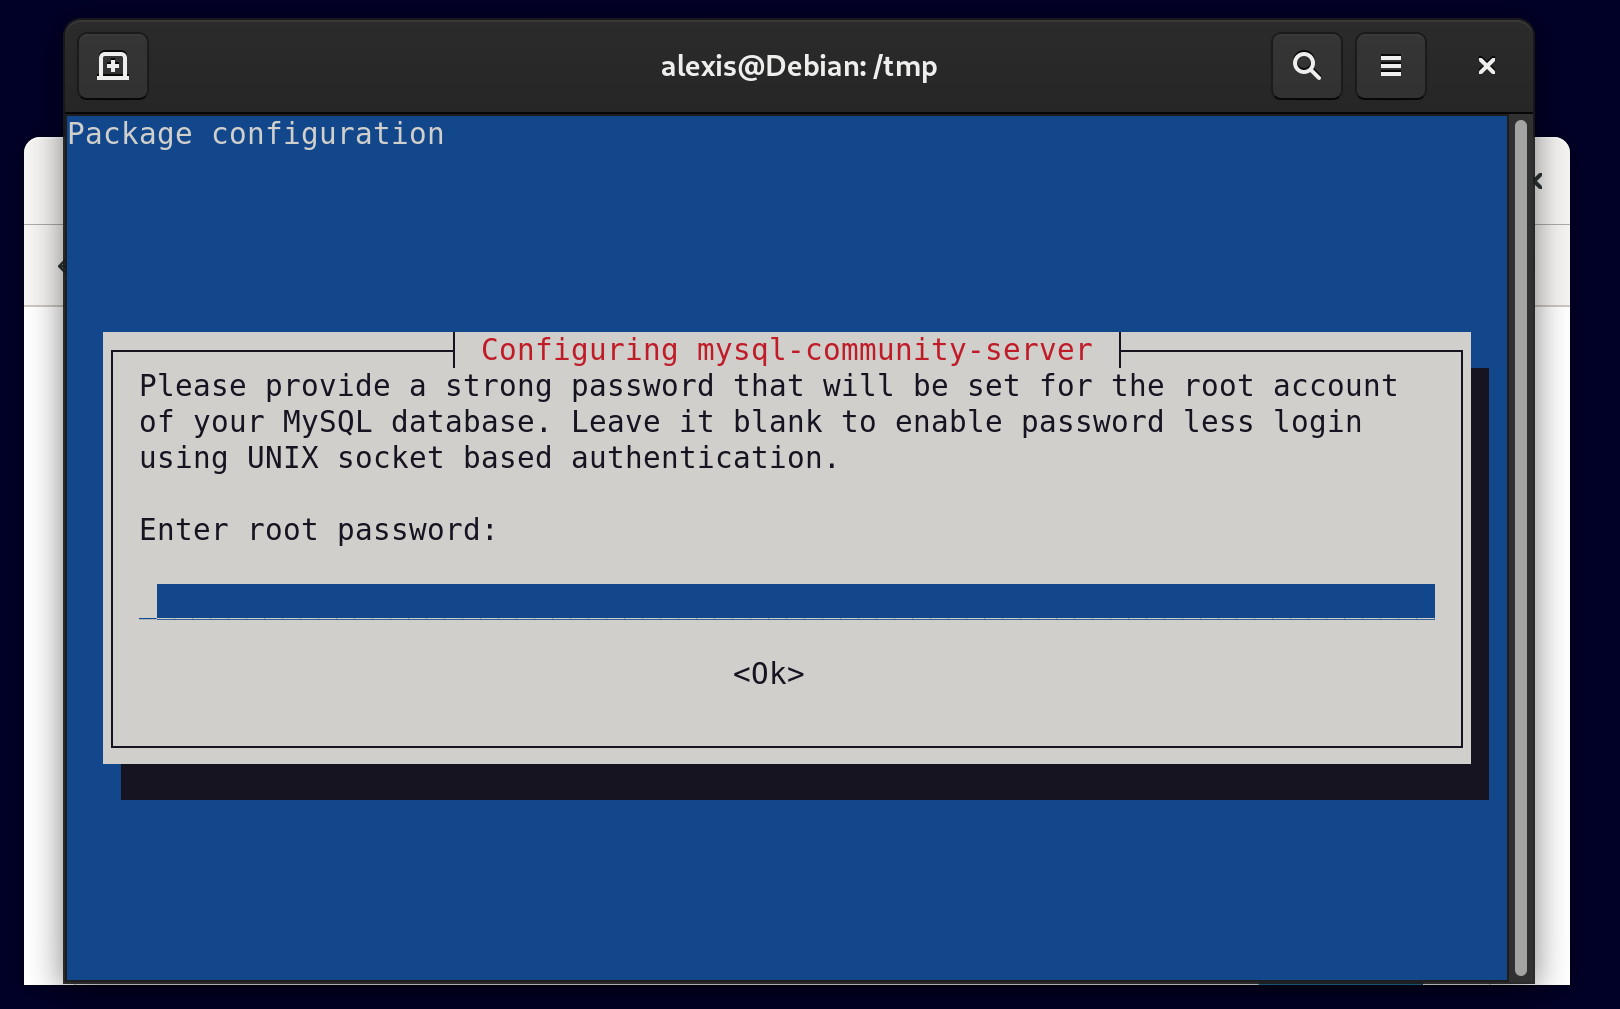 alexis@Debian: /tmp
Package configuration
Configuring mysql-community-server
Please provide a strong password that will be set for the root account
of your MySQL database. Leave it blank to enable password less login
using UNIX socket based authentication.
Enter root password:
<Ok>